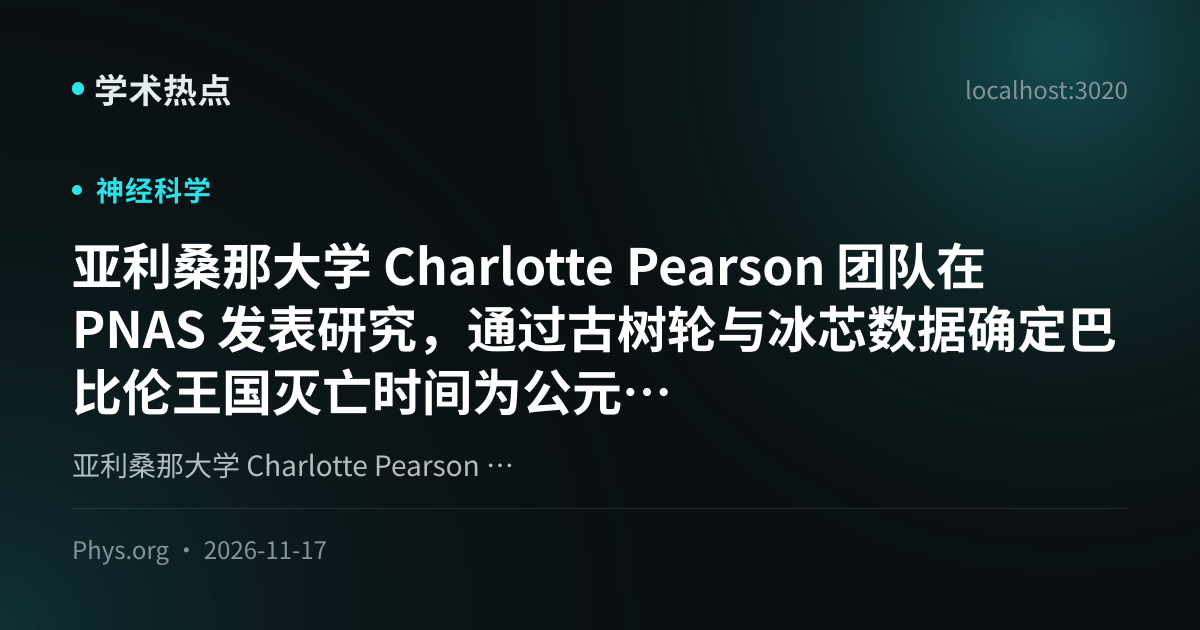 学术热点
localhost:3020
神经科学
亚利桑那大学 Charlotte Pearson 团队在
PNAS 发表研究，通过古树轮与冰芯数据确定巴
比伦王国灭亡时间为公元…
亚利桑那大学 Charlotte Pearson …
Phys.org · 2026-11-17